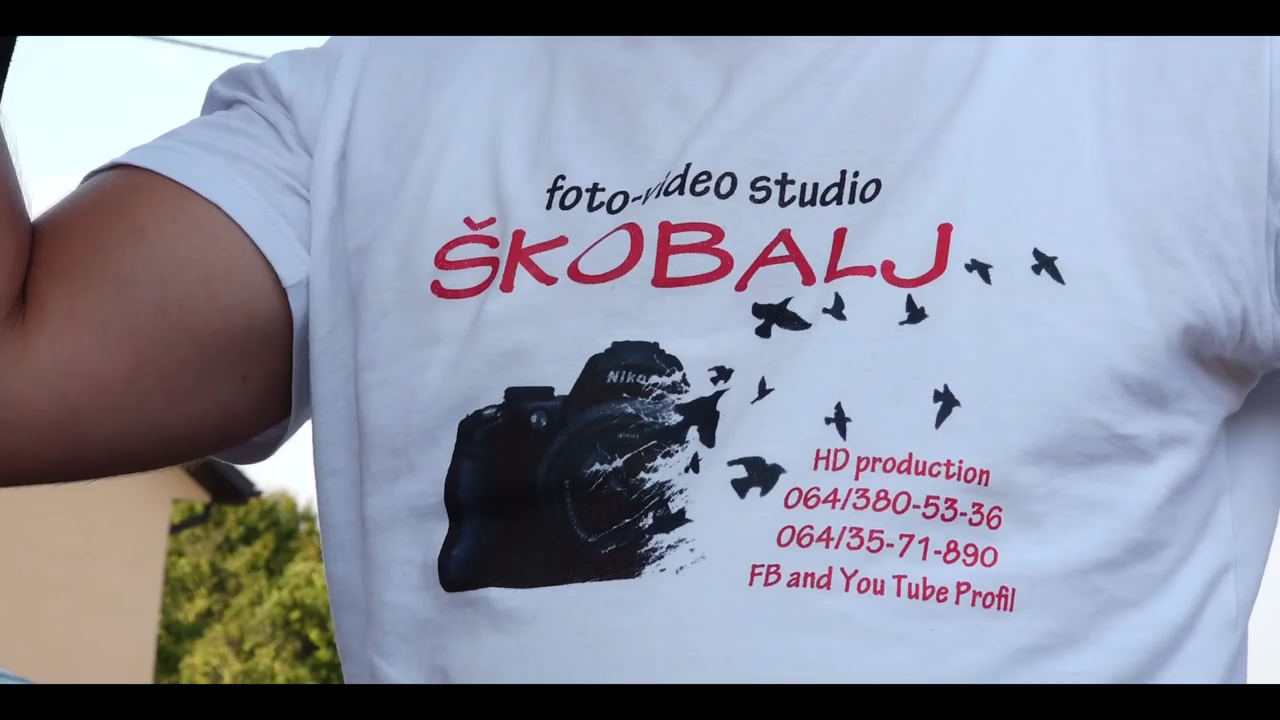 foto-video studio
ŠKOBALJ
Nikon
HD production
064/380-53-36
064/35-71-890
FB and You Tube Profil